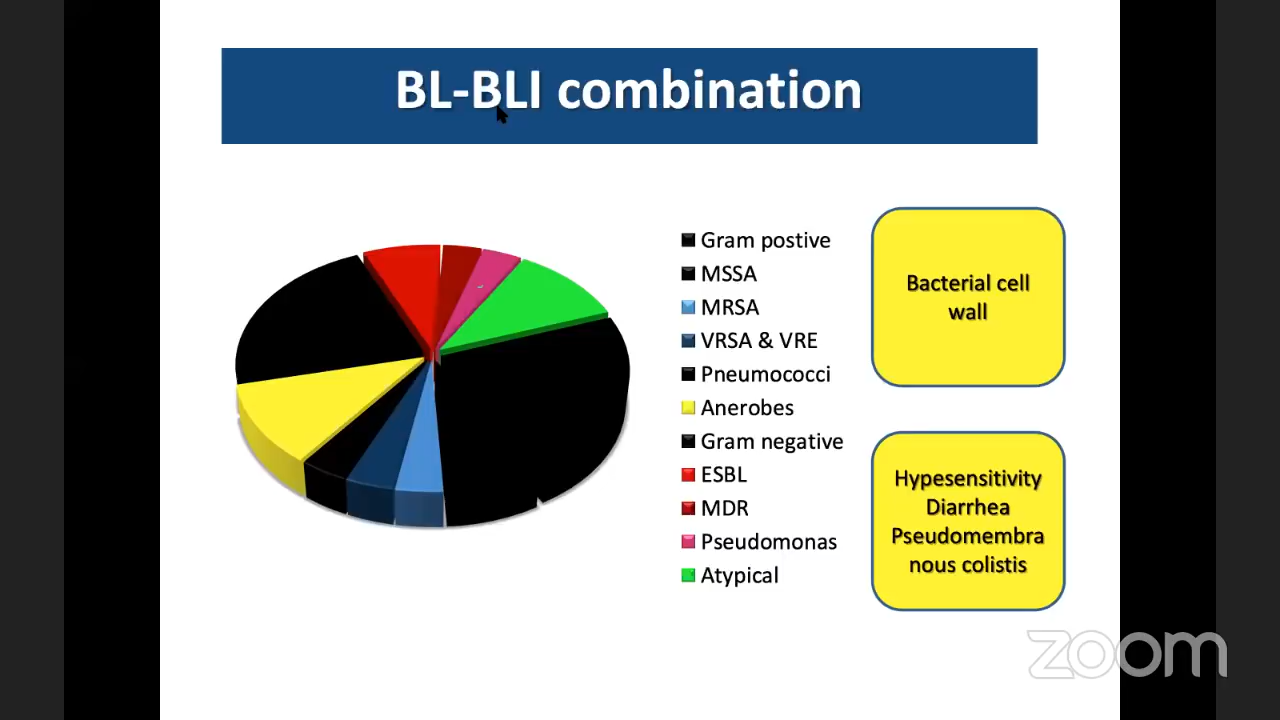 BL-BLI combination
Gram postive
MSSA
MRSA
VRSA & VRE
Pneumococci
Anerobes
Gram negative
ESBL
MDR
Pseudomonas
Atypical
Bacterial cell
wall
Hypesensitivity
Diarrhea
Pseudomembra
nous colistis
zoom